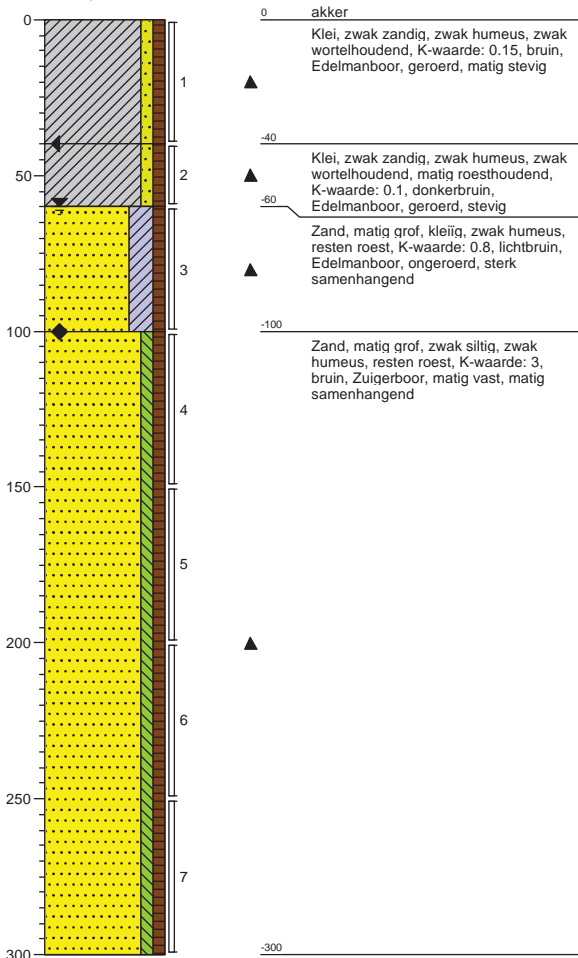 0
akker
0
Klei, zwak zandig, zwak humeus, zwak
wortelhoudend, K-waarde: 0.15, bruin,
Edelmanboor, geroerd, matig stevig
1
-40
Klei, zwak zandig, zwak humeus, zwak
wortelhoudend, matig roesthoudend,
K-waarde: 0.1, donkerbruin,
Edelmanboor, geroerd, stevig
50
2
-60
Zand, matig grof, kleiïg, zwak humeus,
resten roest, K-waarde: 0.8, lichtbruin,
Edelmanboor, ongeroerd, sterk
samenhangend
3
100
-100
Zand, matig grof, zwak siltig, zwak
humeus, resten roest, K-waarde: 3,
bruin, Zuigerboor, matig vast, matig
samenhangend
4
150
5
200
6
250
7
300
-300